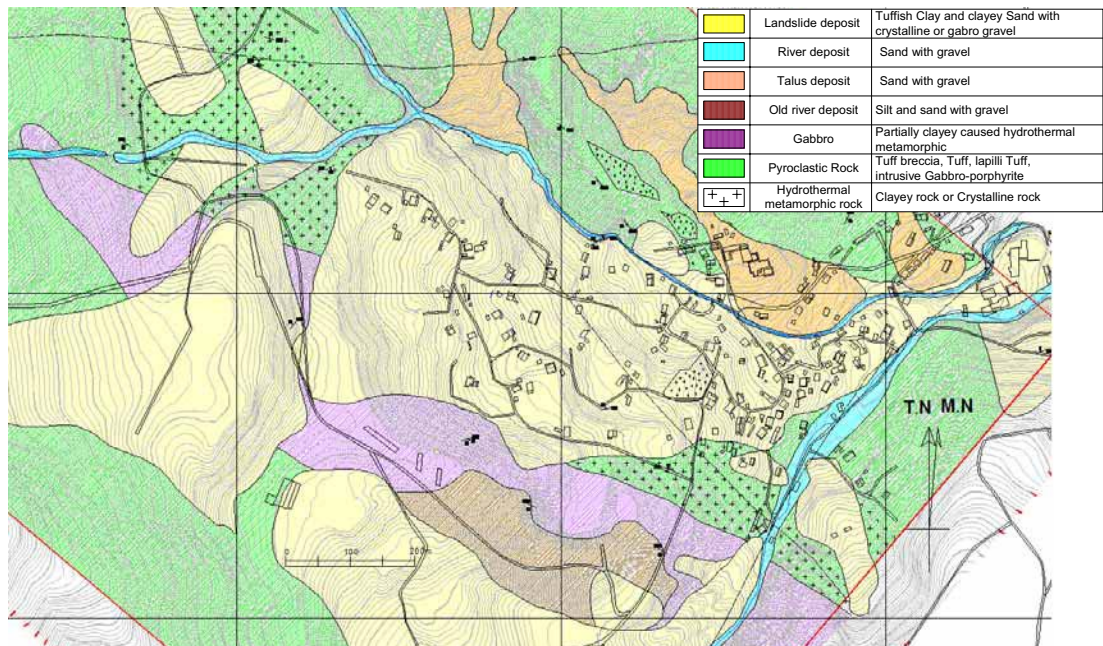 Landslide deposit
Tuffish Clay and clayey Sand with
crystalline or gabro gravel
River deposit
Sand with gravel
Talus deposit
Sand with gravel
Old river deposit
Silt and sand with gravel
Gabbro
Partially clayey caused hydrothermal
metamorphic
Pyroclastic Rock
Tuff breccia, Tuff, lapilli Tuff,
intrusive Gabbro-porphyrite
Hydrothermal
metamorphic rock
Clayey rock or Crystalline rock
T.N M.N
0 100 200m